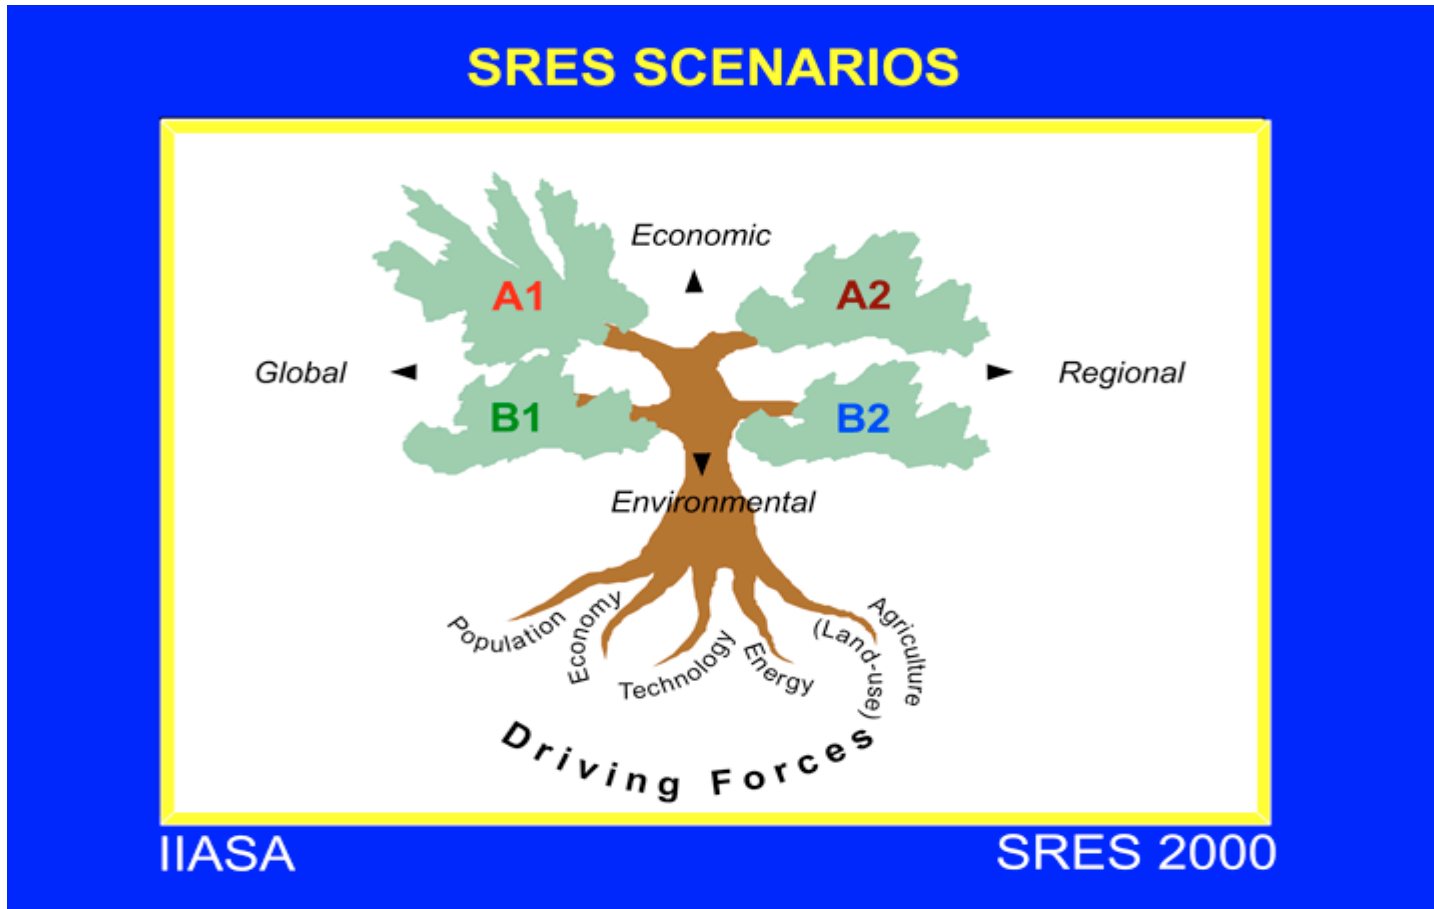 SRES SCENARIOS
Economic
A1
A2
Global
Regional
B1
B2
Environmental
Population
Economy
Technology
Energy
(Land-use)
Agriculture
Driving Forces
IIASA
SRES 2000